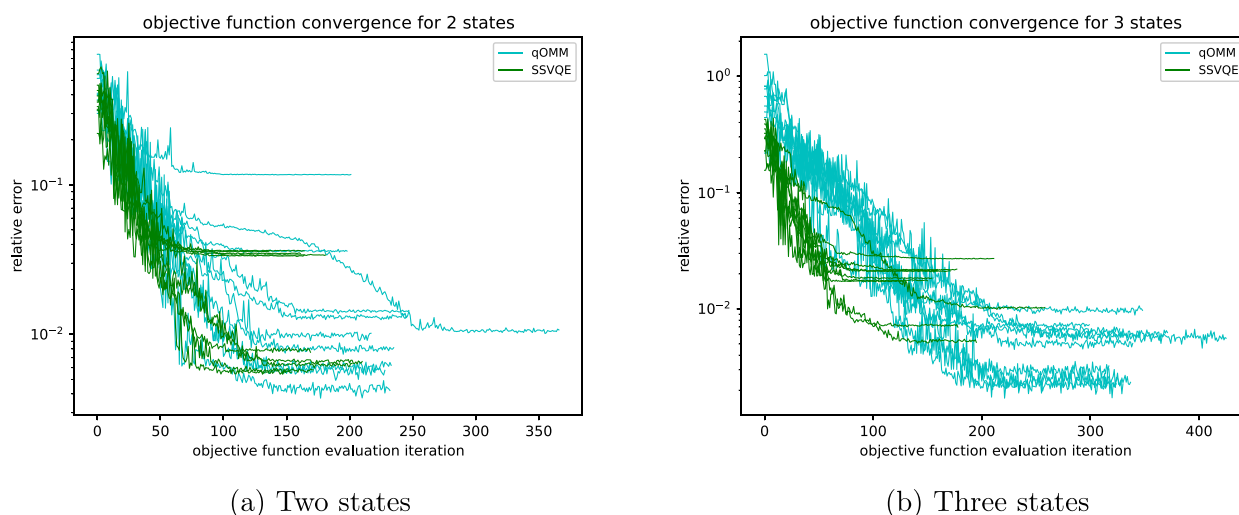 objective function convergence for 2 states
qOMM
SSVQE
10⁻¹
10⁻²
relative error
0 50 100 150 200 250 300 350
objective function evaluation iteration
(a) Two states
objective function convergence for 3 states
qOMM
SSVQE
10⁰
10⁻¹
10⁻²
relative error
0 100 200 300 400
objective function evaluation iteration
(b) Three states